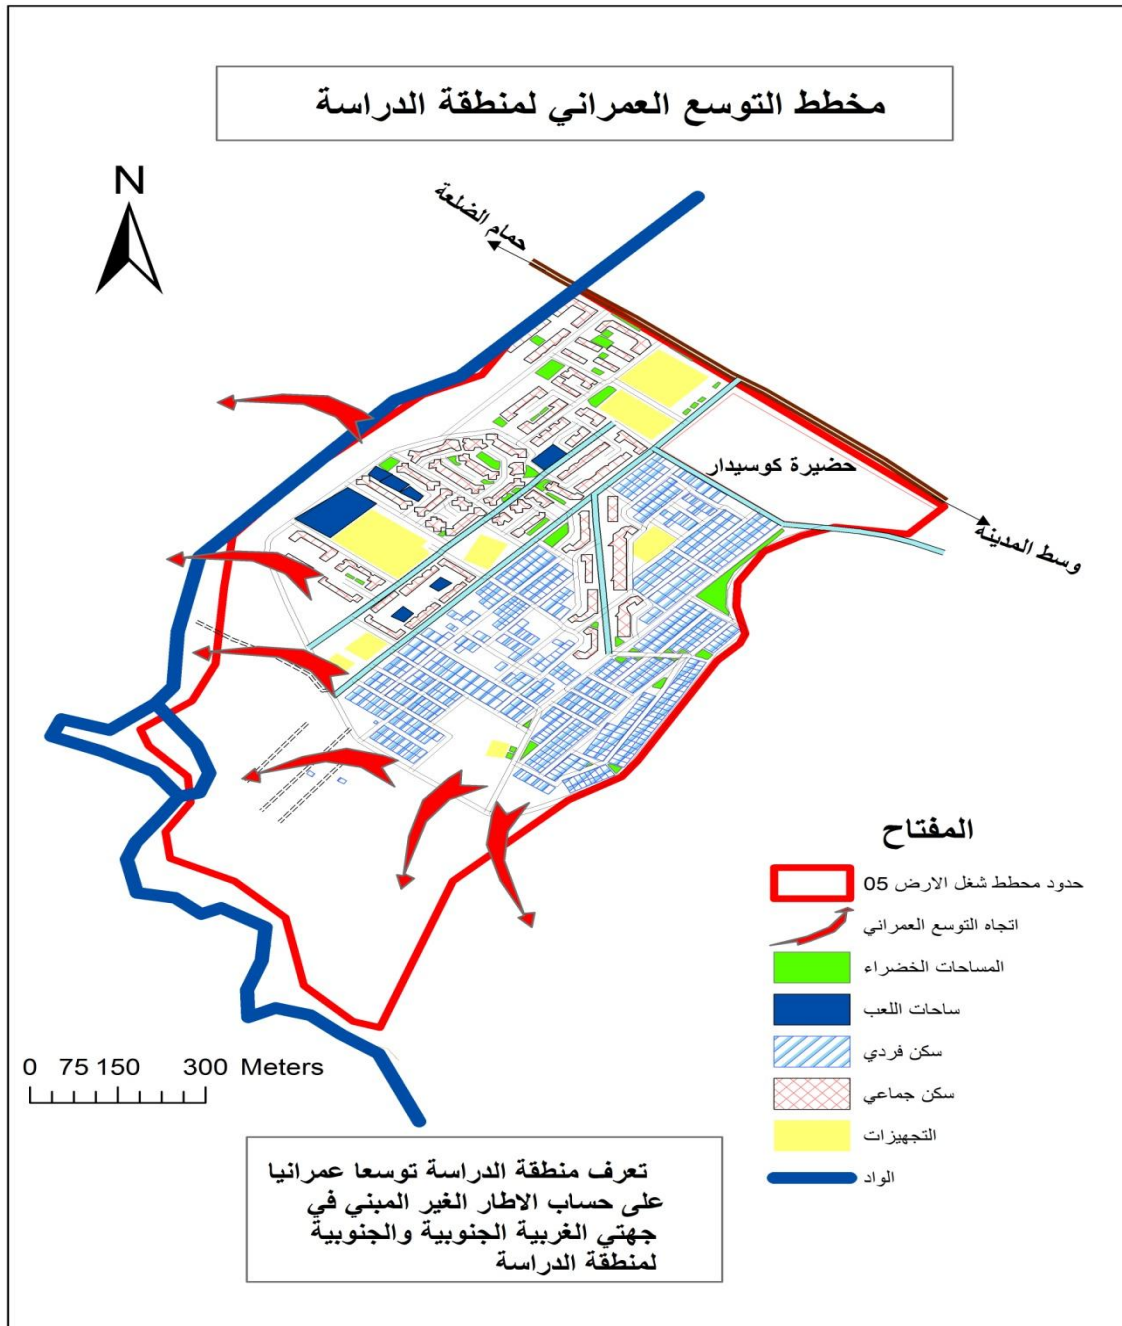 مخطط التوسع العمراني لمنطقة الدراسة
N
حمام الضلعة
حضيرة كوسيدار
وسط المدينة
المفتاح
حدود محطط شغل الارض 05
اتجاه التوسع العمراني
المساحات الخضراء
ساحات اللعب
سكن فردي
سكن جماعي
التجهيزات
الواد
0 75 150 300 Meters
تعرف منطقة الدراسة توسعا عمرانيا
على حساب الاطار الغير المبني في
جهتي الغربية الجنوبية والجنوبية
لمنطقة الدراسة